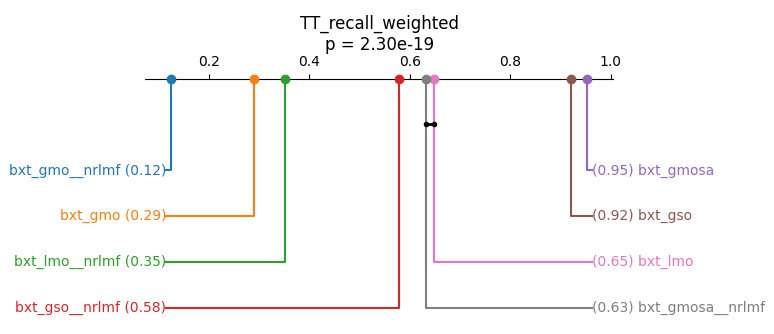 TT_recall_weighted
p = 2.30e-19
0.2 0.4 0.6 0.8 1.0
bxt_gmo__nrlmf (0.12) (0.95) bxt_gmosa
bxt_gmo (0.29) (0.92) bxt_gso
bxt_lmo__nrlmf (0.35) (0.65) bxt_lmo
bxt_gso__nrlmf (0.58) (0.63) bxt_gmosa__nrlmf